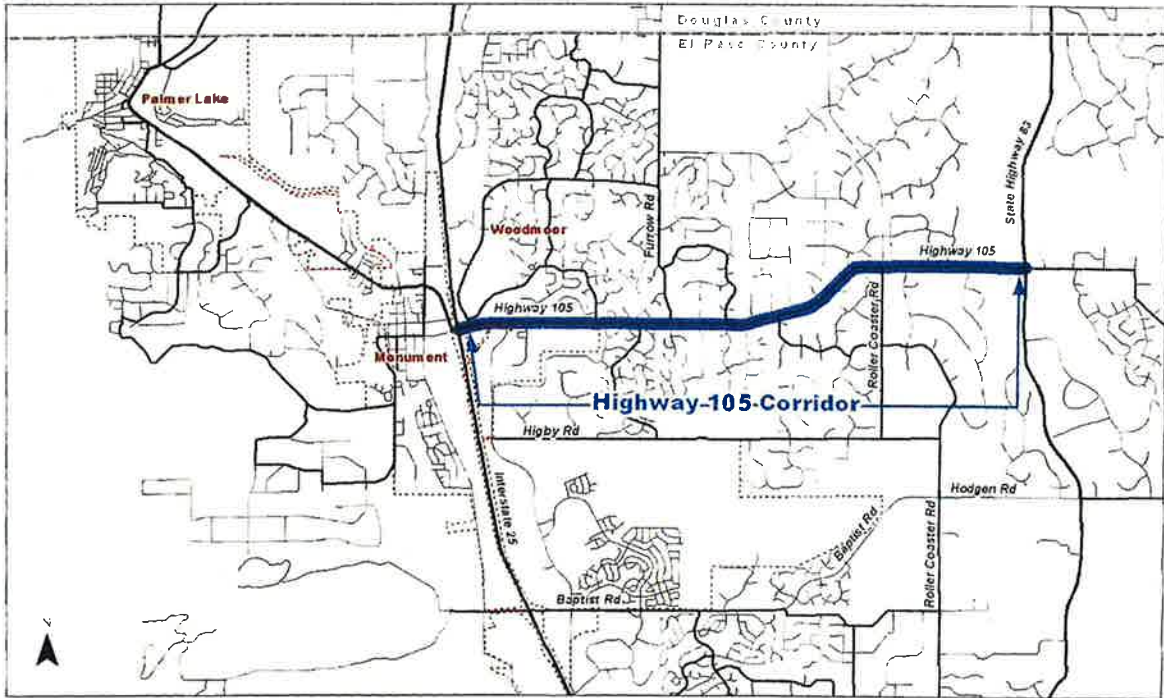 Douglas County
El Paso County
Palmer Lake
State Highway 83
Woodmoor
Furrow Rd
Highway 105
Highway 105
Roller Coaster Rd
Monument
Highway 105 Corridor
Higby Rd
Interstate 25
Hodgen Rd
Baptist Rd
Roller Coaster Rd
Baptist Rd